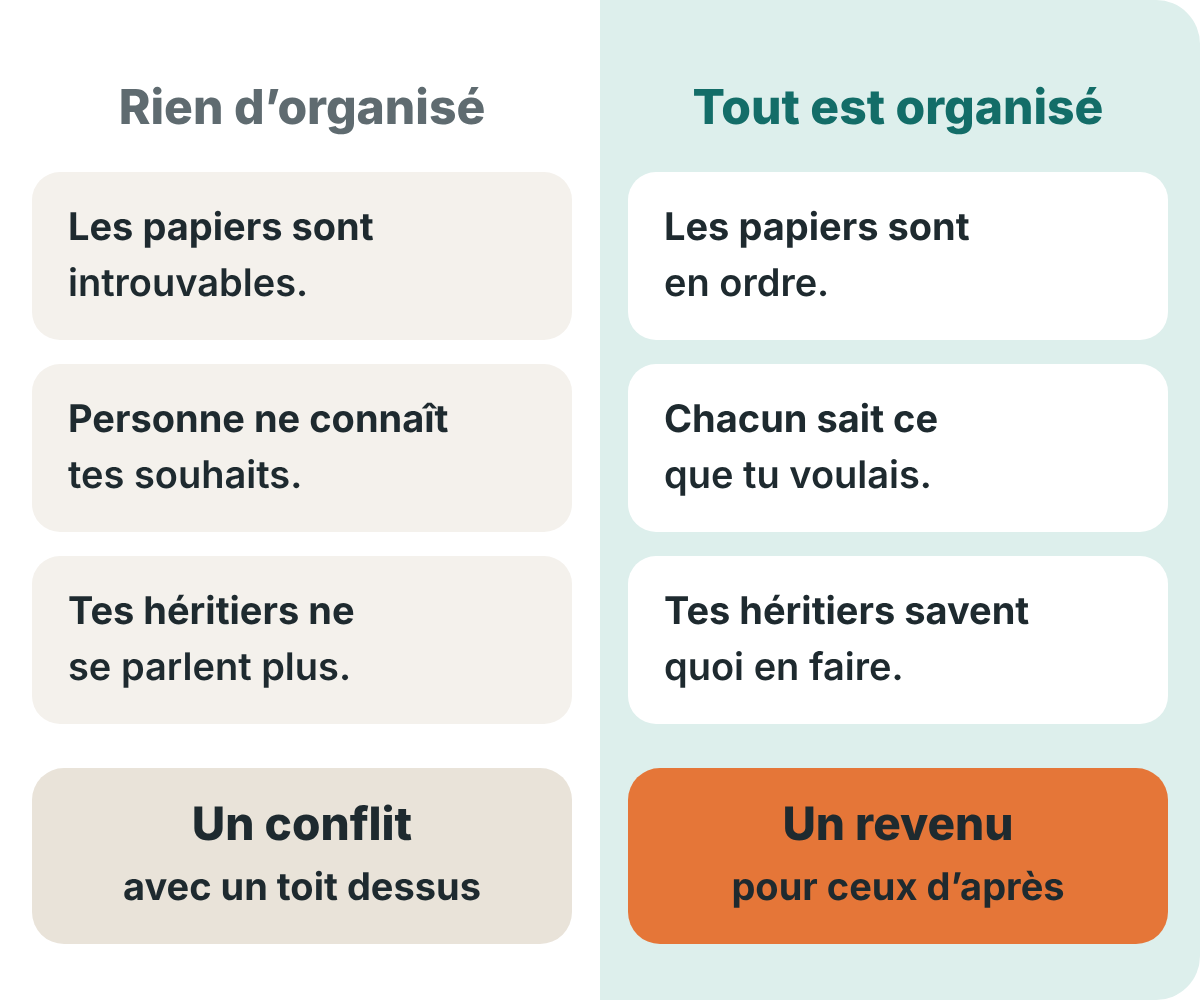 Rien d’organisé
Les papiers sont
introuvables.
Personne ne connaît
tes souhaits.
Tes héritiers ne
se parlent plus.
Un conflit
avec un toit dessus
Tout est organisé
Les papiers sont
en ordre.
Chacun sait ce
que tu voulais.
Tes héritiers savent
quoi en faire.
Un revenu
pour ceux d’après